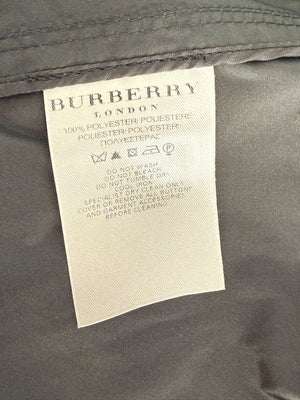 BURBERRY
LONDON
100% POLYESTER/ POLIESTERE
POLYESTER/ POLIÉSTER/
ΠΟΛΥΕΣΤΕΡΑΣ
DO NOT WASH
DO NOT BLEACH
DO NOT TUMBLE DRY
COOL IRON
SPECIALIST DRY CLEAN ONLY
COVER OR REMOVE ALL BUTTONS
AND GARMENT ACCESSORIES
BEFORE CLEANING